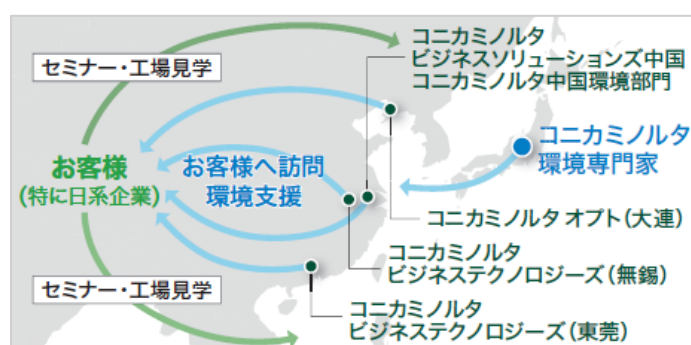 コニカミノルタ
ビジネスソリューションズ中国
コニカミノルタ中国環境部門
セミナー・工場見学
コニカミノルタ
環境専門家
お客様
(特に日系企業)
お客様へ訪問
環境支援
コニカミノルタ オプト(大連)
コニカミノルタ
ビジネステクノロジーズ(無錫)
セミナー・工場見学
コニカミノルタ
ビジネステクノロジーズ(東莞)